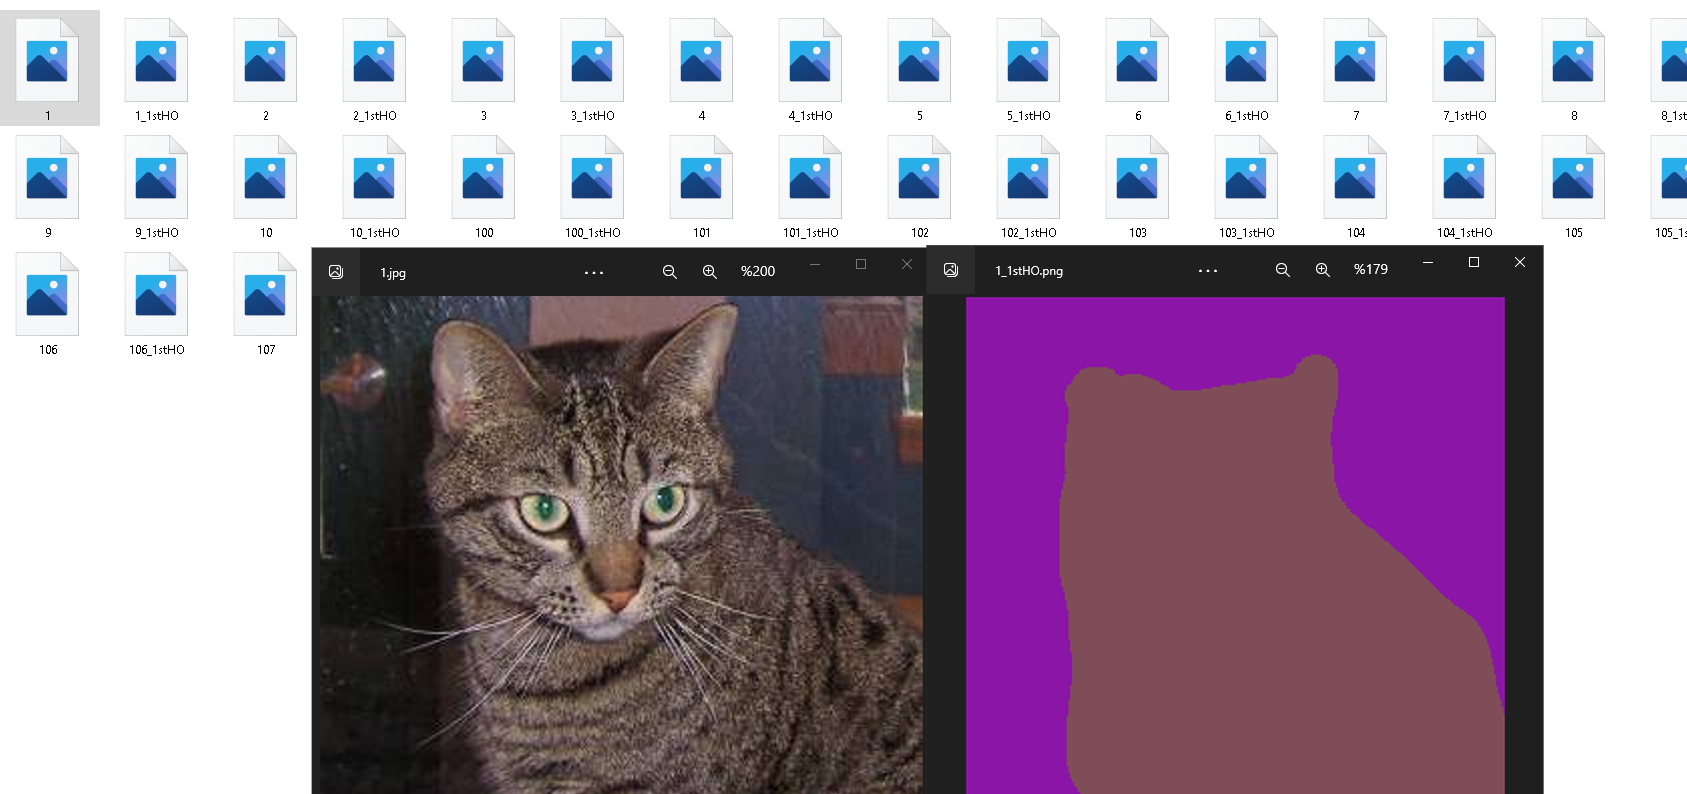 1 1_1stHO 2 2_1stHO 3 3_1stHO 4 4_1stHO 5 5_1stHO 6 6_1stHO 7 7_1stHO 8 8_1st
9 9_1stHO 10 10_1stHO 100 100_1stHO 101 101_1stHO 102 102_1stHO 103 103_1stHO 104 104_1stHO 105 105_1s
106 106_1stHO 107
1.jpg %200
1_1stHO.png %179